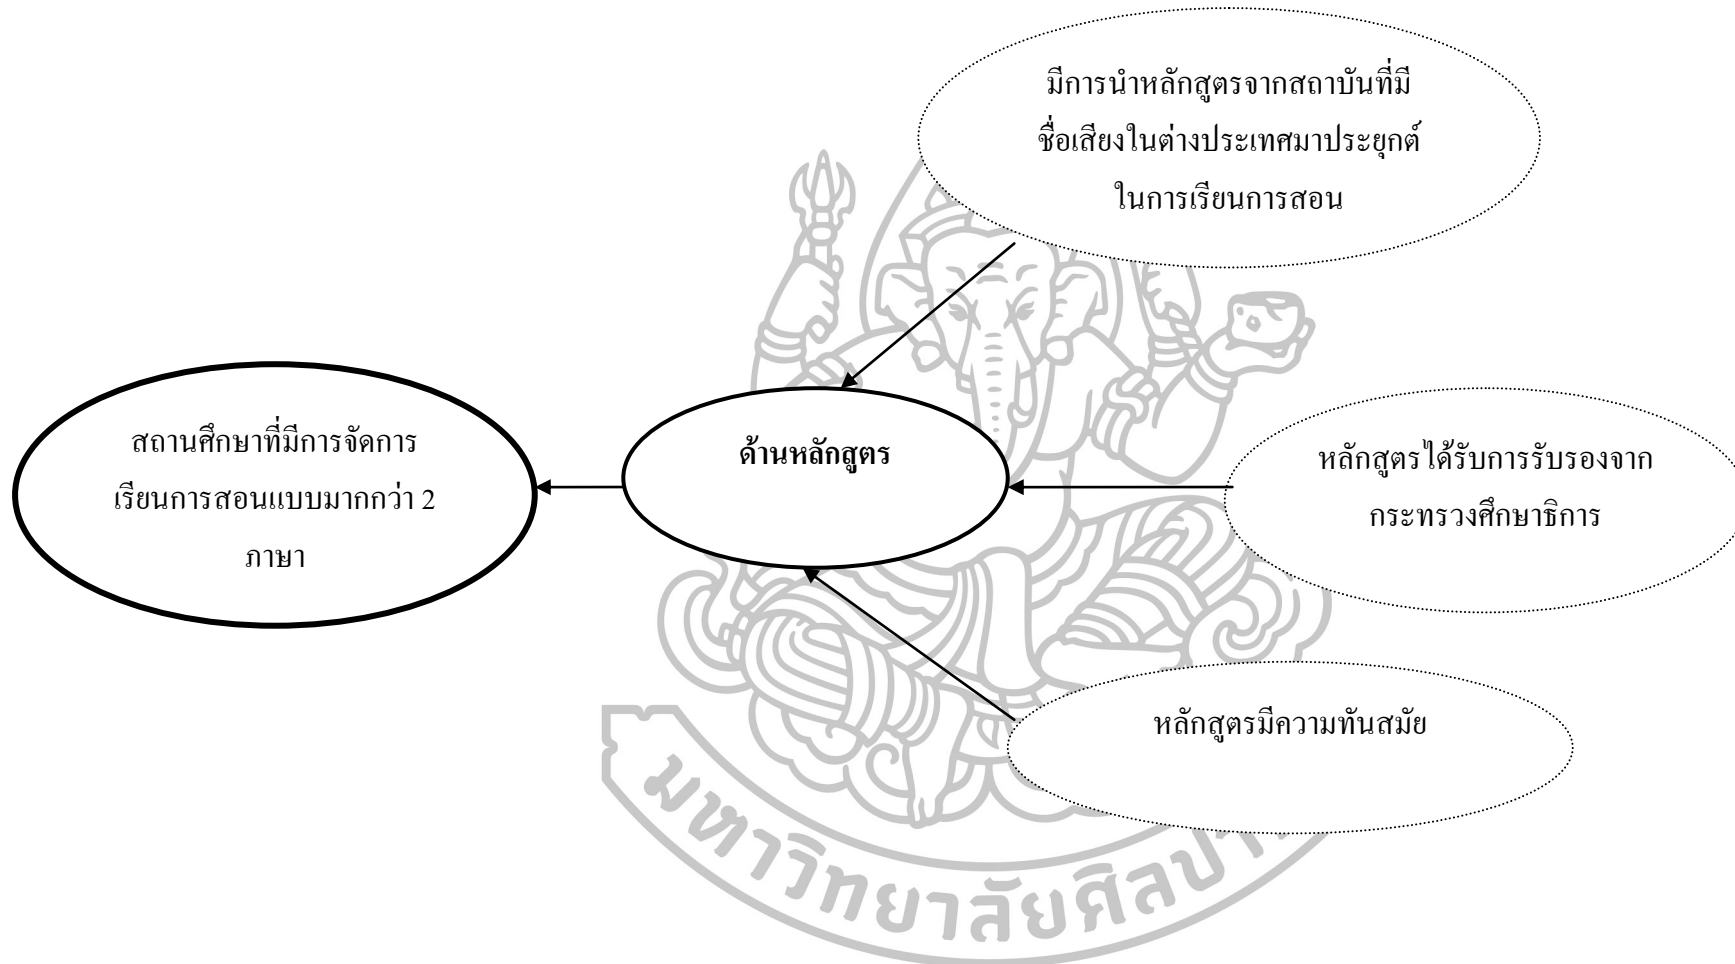 มีการนำหลักสูตรจากสถาบันที่มี
ชื่อเสียงในต่างประเทศมาประยุกต์
ในการเรียนการสอน
สถานศึกษาที่มีการจัดการ
เรียนการสอนแบบมากกว่า 2
ภาษา
ด้านหลักสูตร
หลักสูตรได้รับการรับรองจาก
กระทรวงศึกษาธิการ
หลักสูตรมีความทันสมัย
มหาวิทยาลัยศิลปา